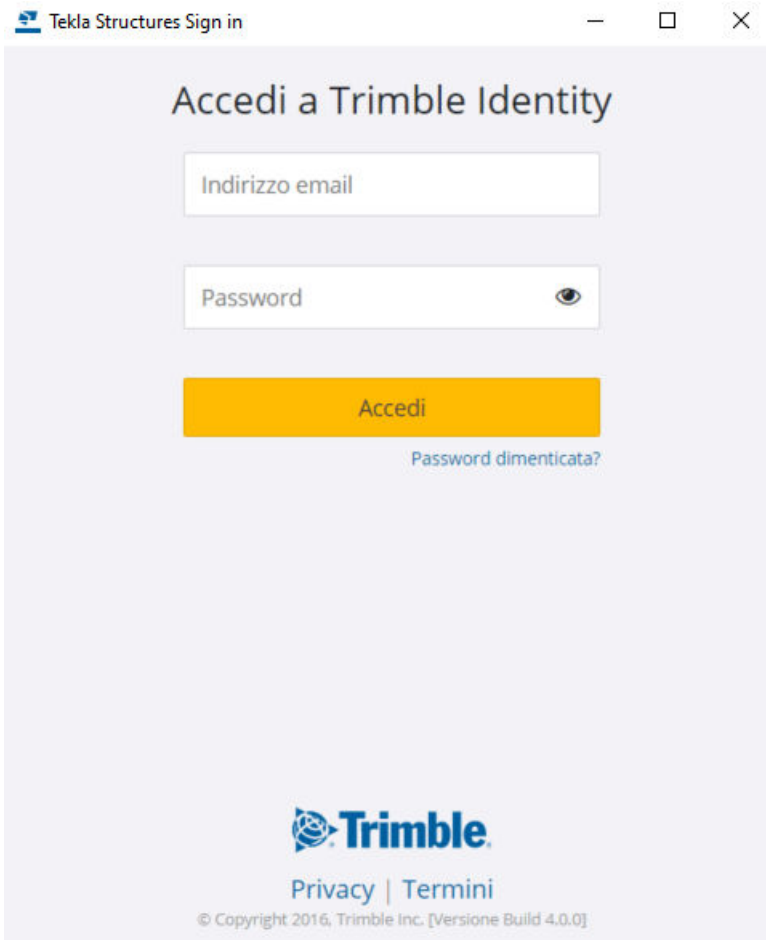 Tekla Structures Sign in
Accedi a Trimble Identity
Indirizzo email
Password
Accedi
Password dimenticata?
Trimble
Privacy | Termini
© Copyright 2016, Trimble Inc. [Versione Build 4.0.0]